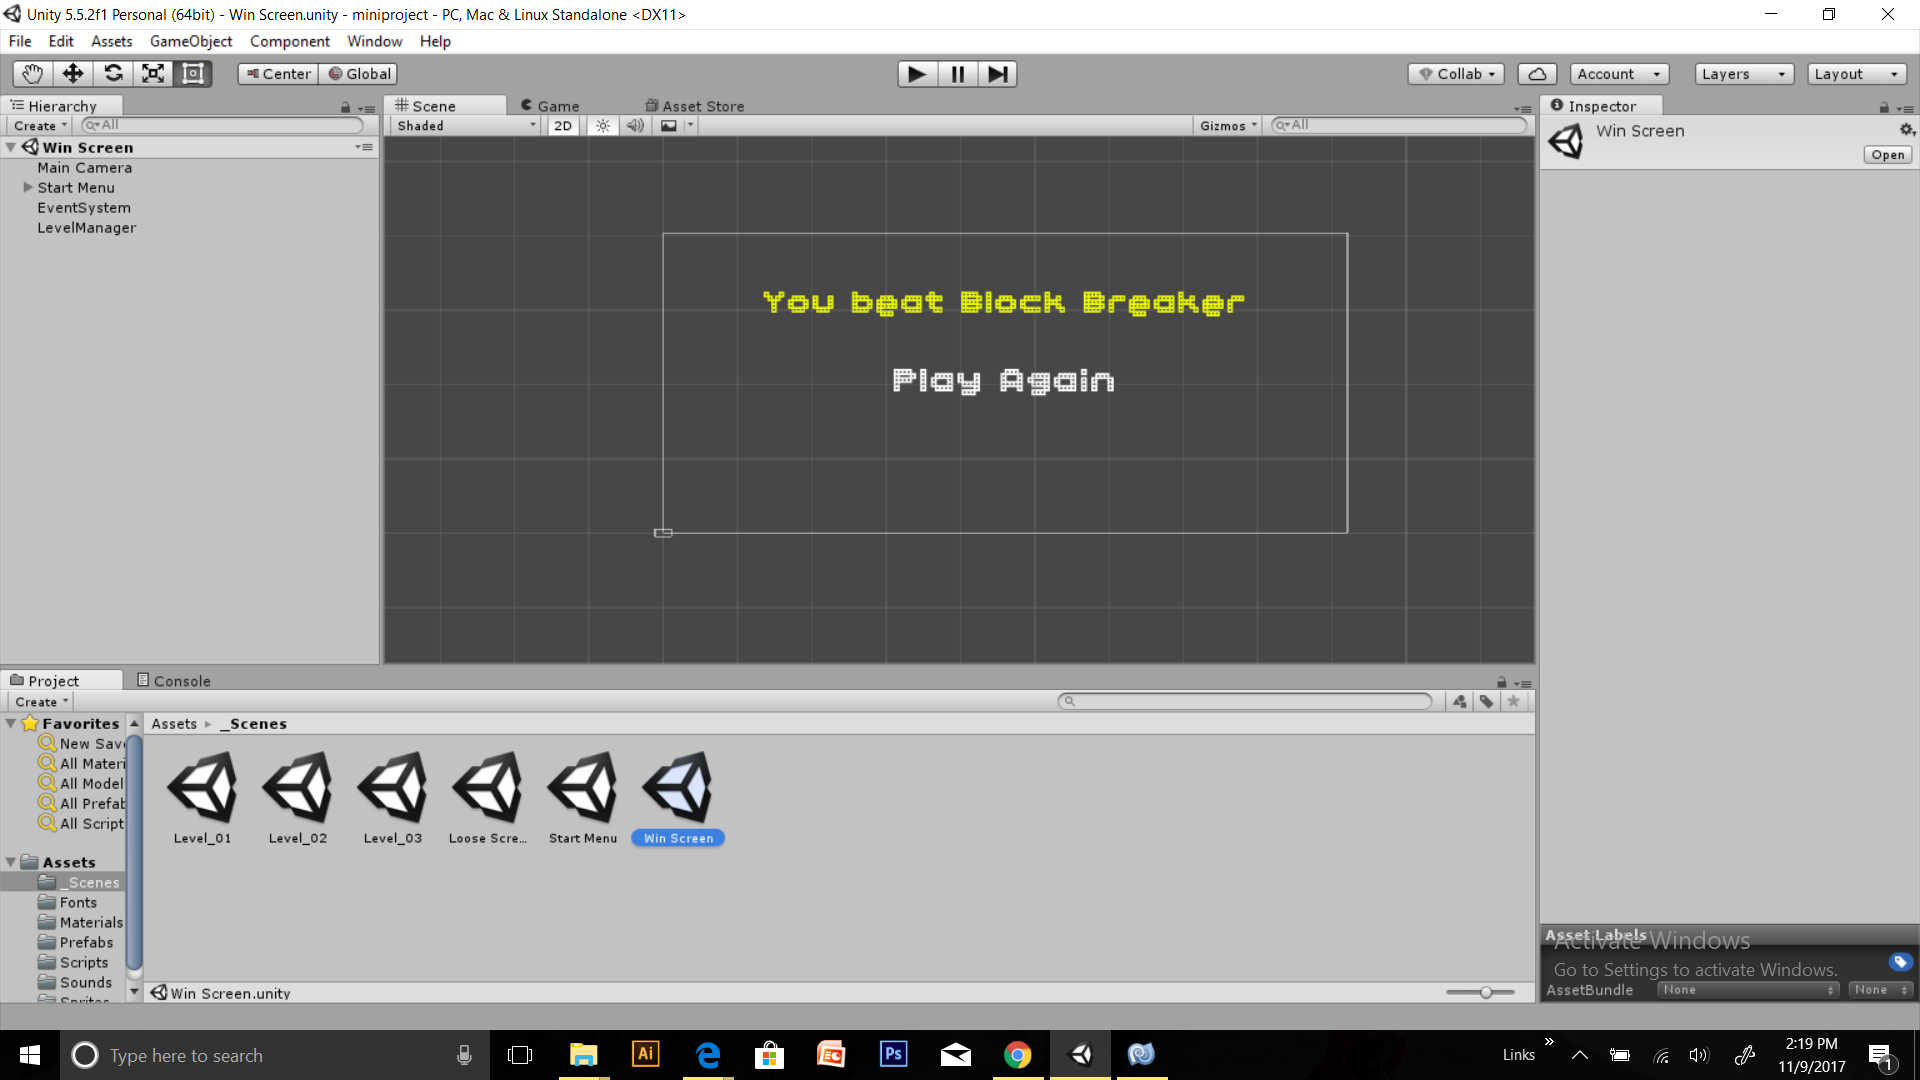 Unity 5.5.2f1 Personal (64bit) - Win Screen.unity - miniproject - PC, Mac & Linux Standalone <DX11>
File Edit Assets GameObject Component Window Help
Center Global Collab Account Layers Layout
Hierarchy Scene Game Asset Store Inspector
Create All Shaded 2D Gizmos All
Win Screen
Open
Win Screen
Main Camera
Start Menu
EventSystem
LevelManager
You beat Block Breaker
Play Again
Project Console
Create
Favorites
New Save
All Materi
All Model
All Prefab
All Script
Assets
_Scenes
Fonts
Materials
Prefabs
Scripts
Sounds
Sprites
Assets _Scenes
Level_01 Level_02 Level_03 Loose Scre... Start Menu Win Screen
Win Screen.unity
Asset Labels
Activate Windows
Go to Settings to activate Windows.
AssetBundle None None
Type here to search
Ai Ps
Links
2:19 PM
11/9/2017
1